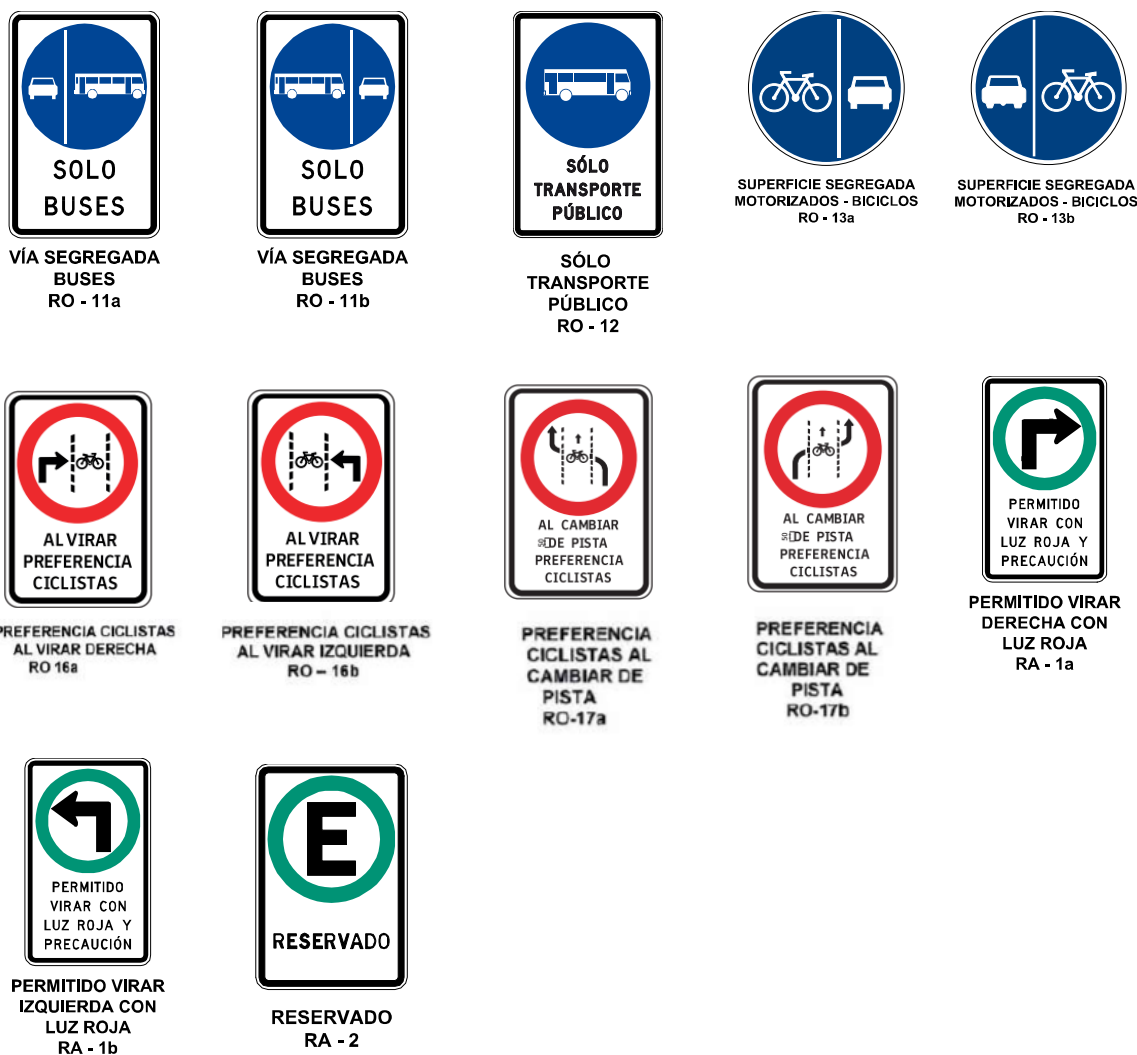 SOLO
BUSES
VÍA SEGREGADA
BUSES
RO - 11a
SOLO
BUSES
VÍA SEGREGADA
BUSES
RO - 11b
SÓLO
TRANSPORTE
PÚBLICO
SÓLO
TRANSPORTE
PÚBLICO
RO - 12
SUPERFICIE SEGREGADA
MOTORIZADOS - BICICLOS
RO - 13a
SUPERFICIE SEGREGADA
MOTORIZADOS - BICICLOS
RO - 13b
AL VIRAR
PREFERENCIA
CICLISTAS
PREFERENCIA CICLISTAS
AL VIRAR DERECHA
RO 16a
AL VIRAR
PREFERENCIA
CICLISTAS
PREFERENCIA CICLISTAS
AL VIRAR IZQUIERDA
RO – 16b
AL CAMBIAR
DE PISTA
PREFERENCIA
CICLISTAS
PREFERENCIA
CICLISTAS AL
CAMBIAR DE
PISTA
RO-17a
AL CAMBIAR
DE PISTA
PREFERENCIA
CICLISTAS
PREFERENCIA
CICLISTAS AL
CAMBIAR DE
PISTA
RO-17b
PERMITIDO
VIRAR CON
LUZ ROJA Y
PRECAUCIÓN
PERMITIDO VIRAR
DERECHA CON
LUZ ROJA
RA - 1a
PERMITIDO
VIRAR CON
LUZ ROJA Y
PRECAUCIÓN
PERMITIDO VIRAR
IZQUIERDA CON
LUZ ROJA
RA - 1b
E
RESERVADO
RESERVADO
RA - 2